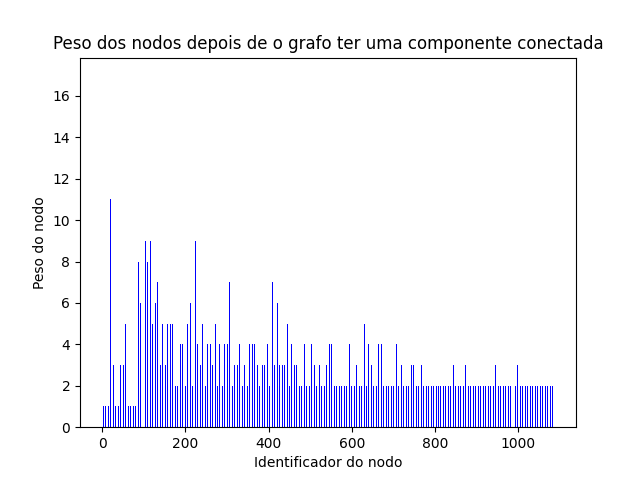 Peso dos nodos depois de o grafo ter uma componente conectada
16
14
12
10
8
6
4
2
0
Peso do nodo
0 200 400 600 800 1000
Identificador do nodo